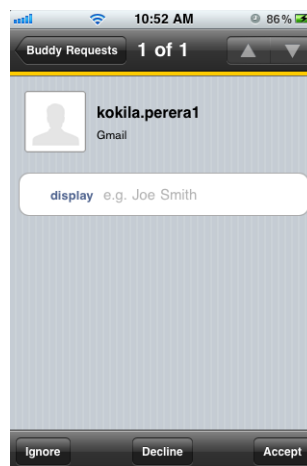 10:52 AM 86%
Buddy Requests 1 of 1
kokila.perera1
Gmail
display e.g. Joe Smith
Ignore Decline Accept